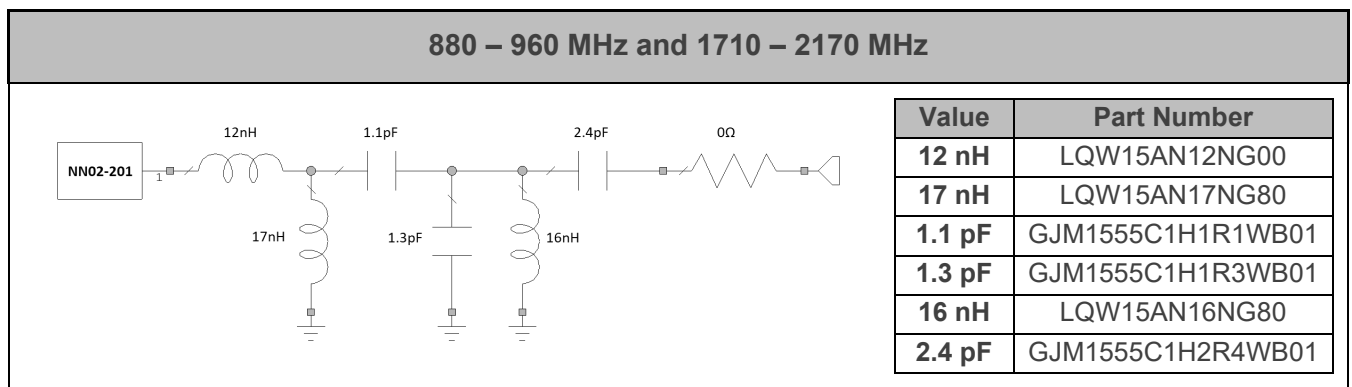 880 – 960 MHz and 1710 – 2170 MHz
12nH
1.1pF
2.4pF
0Ω
NN02-201
1
17nH
1.3pF
16nH
Value Part Number
12 nH LQW15AN12NG00
17 nH LQW15AN17NG80
1.1 pF GJM1555C1H1R1WB01
1.3 pF GJM1555C1H1R3WB01
16 nH LQW15AN16NG80
2.4 pF GJM1555C1H2R4WB01